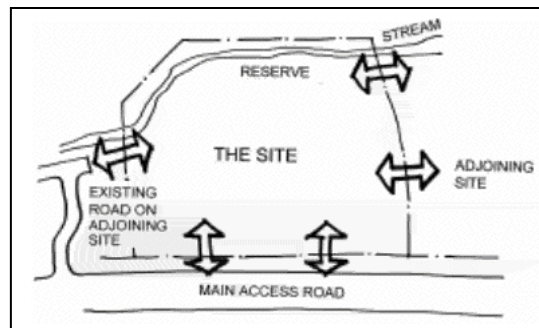 STREAM
RESERVE
THE SITE
ADJOINING
SITE
EXISTING
ROAD ON
ADJOINING
SITE
MAIN ACCESS ROAD